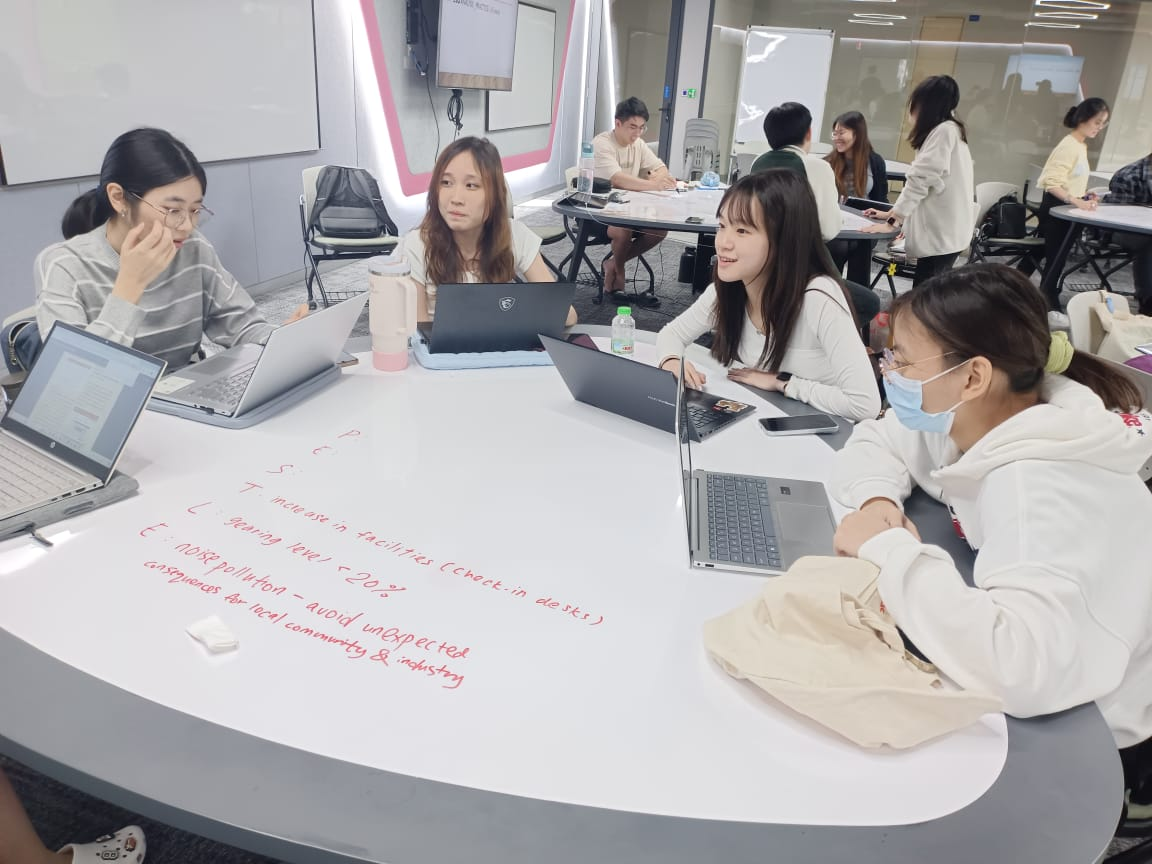 P:
E:
S:
T: increase in facilities (check-in desks)
L: gearing level < 20%
E: noise pollution - avoid unexpected
consequences for local community & industry